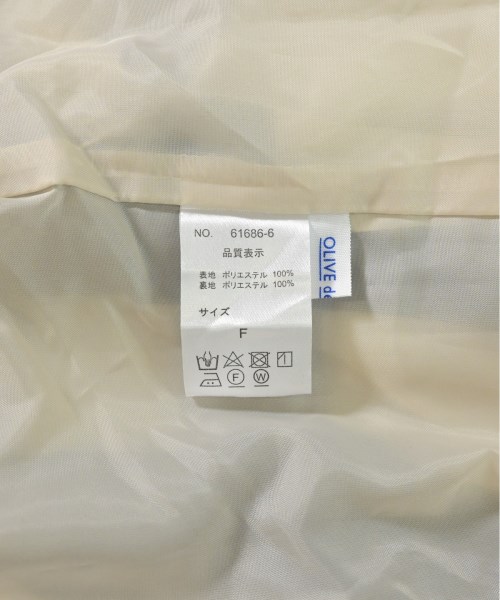 NO. 61686-6
品質表示
表地 ポリエステル 100%
裏地 ポリエステル 100%
サイズ
F
F W
OLIVE de